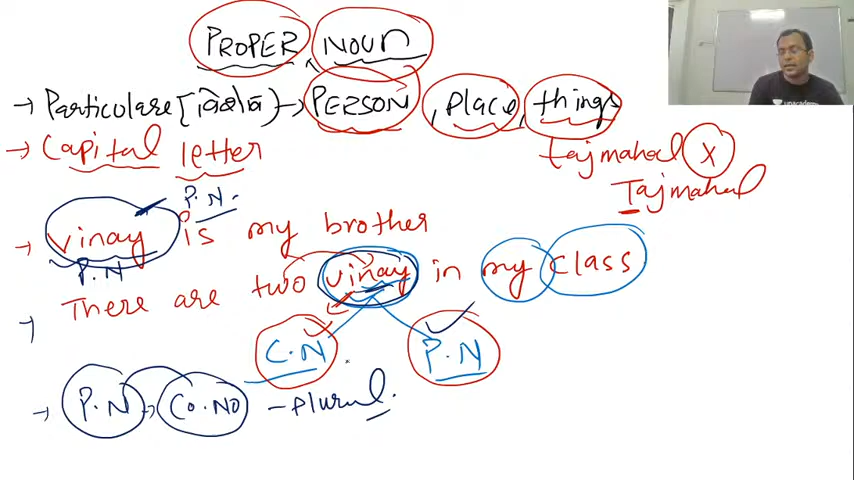 PROPER NOUN
→ Particulare [विशेष) → PERSON, place, things
→ Capital letter
tajmahal X
Tajmahal
P.N.
→ vinay is my brother
P.N
→ There are two vinay in my class
C.N P.N
→ P.N → Co.No - plural.